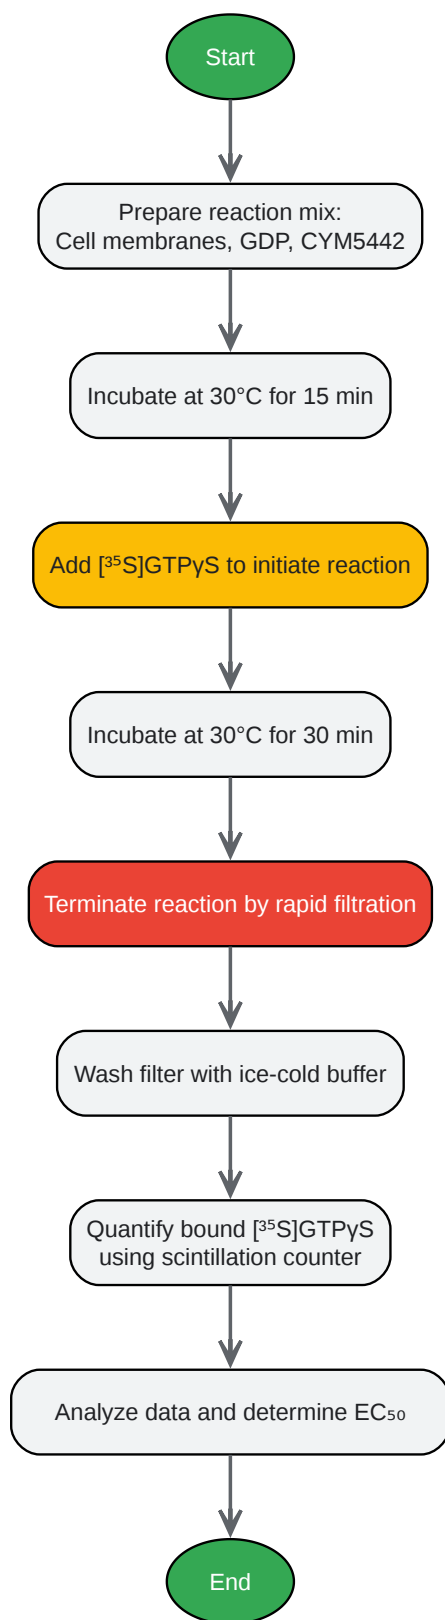 Start
Prepare reaction mix:
Cell membranes, GDP, CYM5442
Incubate at 30°C for 15 min
Add [³⁵S]GTPγS to initiate reaction
Incubate at 30°C for 30 min
Terminate reaction by rapid filtration
Wash filter with ice-cold buffer
Quantify bound [³⁵S]GTPγS
using scintillation counter
Analyze data and determine EC₅₀
End